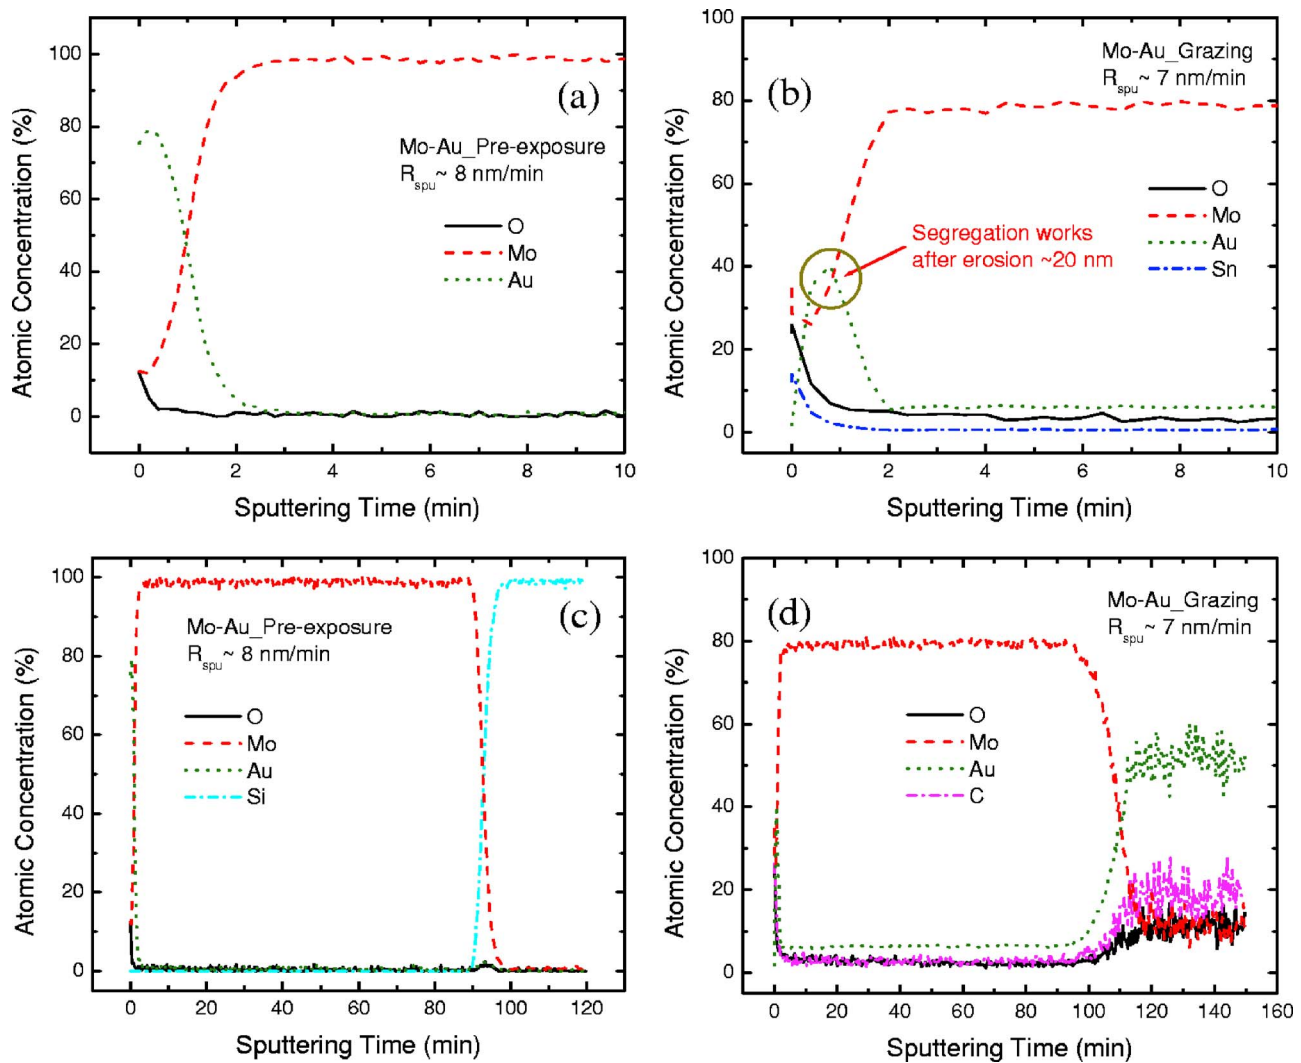 100
80
60
40
20
0
0
2
4
6
8
10
Atomic Concentration (%)
Sputtering Time (min)
(a)
Mo-Au_Pre-exposure
Rspu~ 8 nm/min
O
Mo
Au
100
80
60
40
20
0
0
2
4
6
8
10
Atomic Concentration (%)
Sputtering Time (min)
(b)
Mo-Au_Grazing
Rspu~ 7 nm/min
O
Mo
Au
Sn
Segregation works
after erosion ~20 nm
100
80
60
40
20
0
0
20
40
60
80
100
120
Atomic Concentration (%)
Sputtering Time (min)
(c)
Mo-Au_Pre-exposure
Rspu~ 8 nm/min
O
Mo
Au
Si
100
80
60
40
20
0
0
20
40
60
80
100
120
140
160
Atomic Concentration (%)
Sputtering Time (min)
(d)
Mo-Au_Grazing
Rspu~ 7 nm/min
O
Mo
Au
C